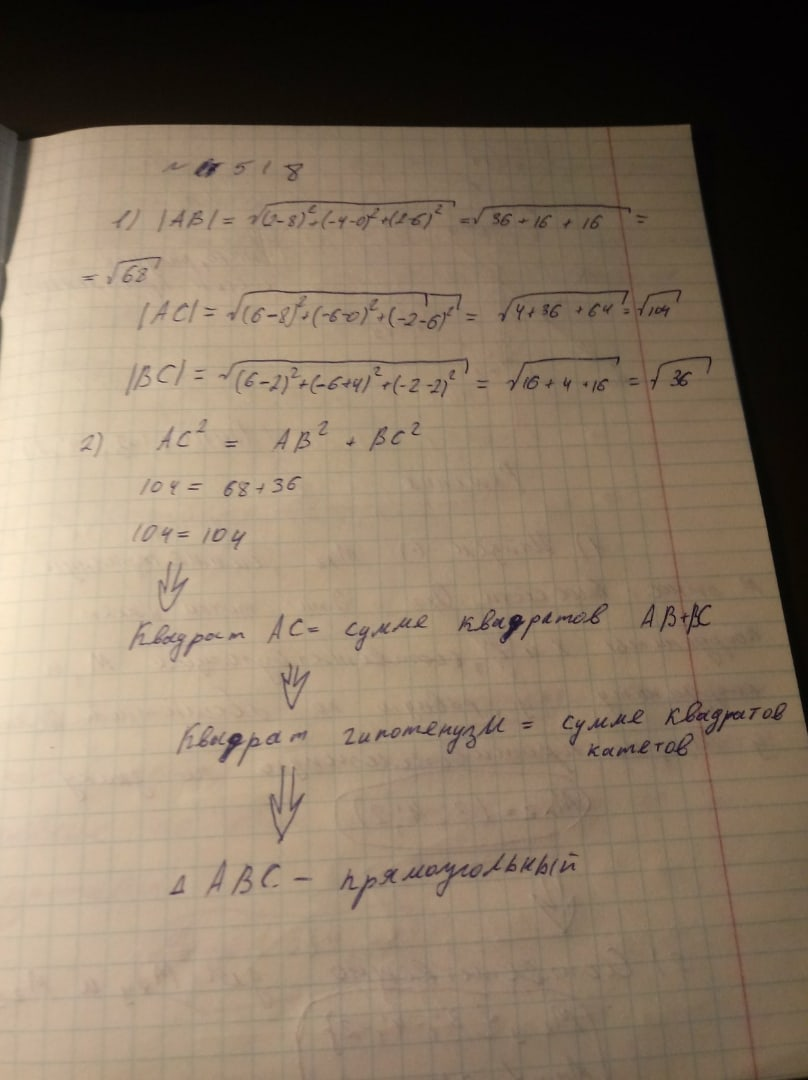 № 518
1) |AB| = √(2-8)²+(-4-0)²+(2-6)² = √36+16+16 =
= √68
|AC| = √(6-8)²+(-6-0)²+(-2-6)² = √4+36+64 = √104
|BC| = √(6-2)²+(-6+4)²+(-2-2)² = √16+4+16 = √36
2) AC² = AB² + BC²
104 = 68+36
104 = 104
⇓
Квадрат AC = сумме квадратов AB+BC
⇓
Квадрат гипотенузы = сумме квадратов
катетов
⇓
Δ ABC - прямоугольный